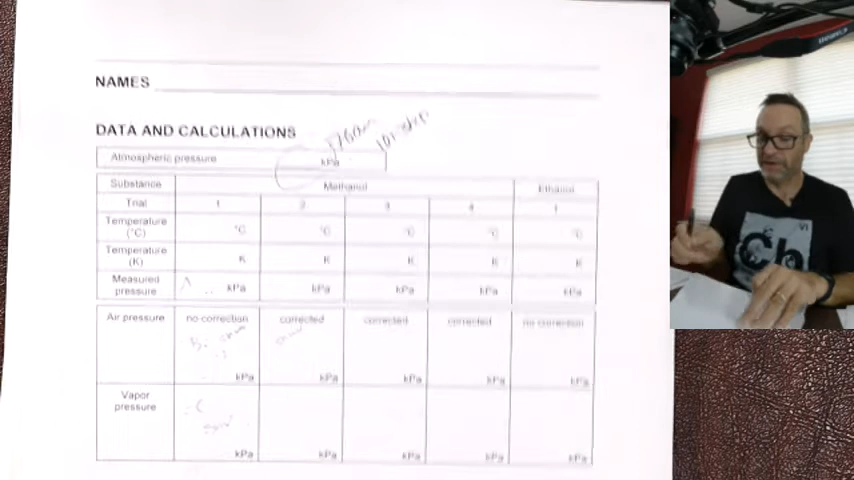 NAMES
DATA AND CALCULATIONS
Atmospheric pressure kPa
Substance Methanol Ethanol
Trial 1 2 3 4 1
Temperature (°C) °C °C °C °C °C
Temperature (K) K K K K K
Measured pressure kPa kPa kPa kPa kPa
Air pressure no correction corrected corrected corrected no correction
kPa kPa kPa kPa kPa
Vapor pressure
kPa kPa kPa kPa kPa
VI
Cb